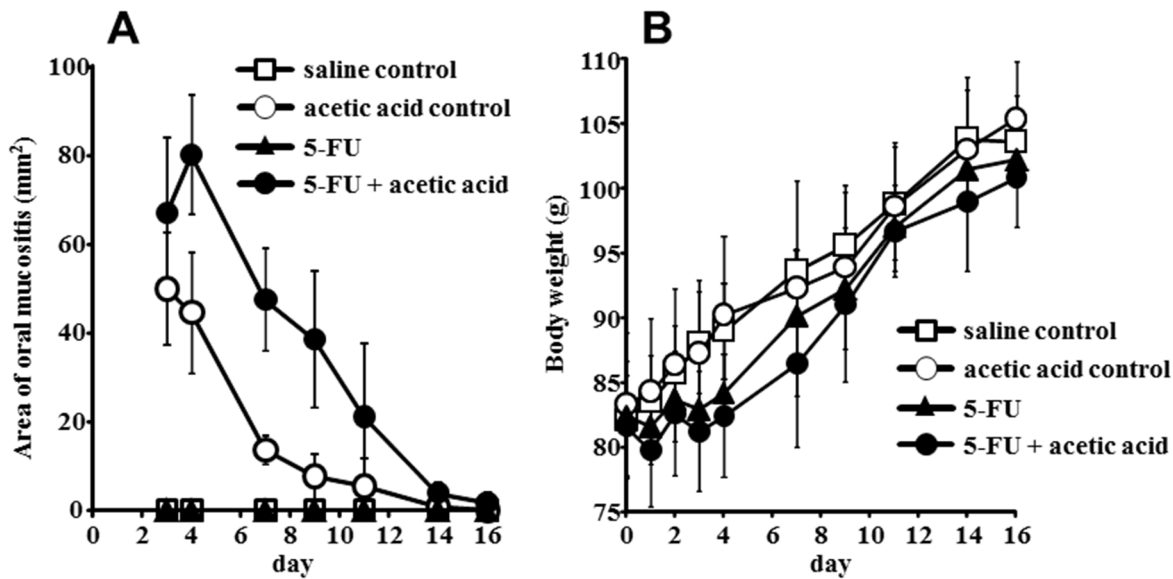 A
Area of oral mucositis (mm²)
100
80
60
40
20
0
saline control
acetic acid control
5-FU
5-FU + acetic acid
0 2 4 6 8 10 12 14 16
day
B
Body weight (g)
110
105
100
95
90
85
80
75
saline control
acetic acid control
5-FU
5-FU + acetic acid
0 2 4 6 8 10 12 14 16
day